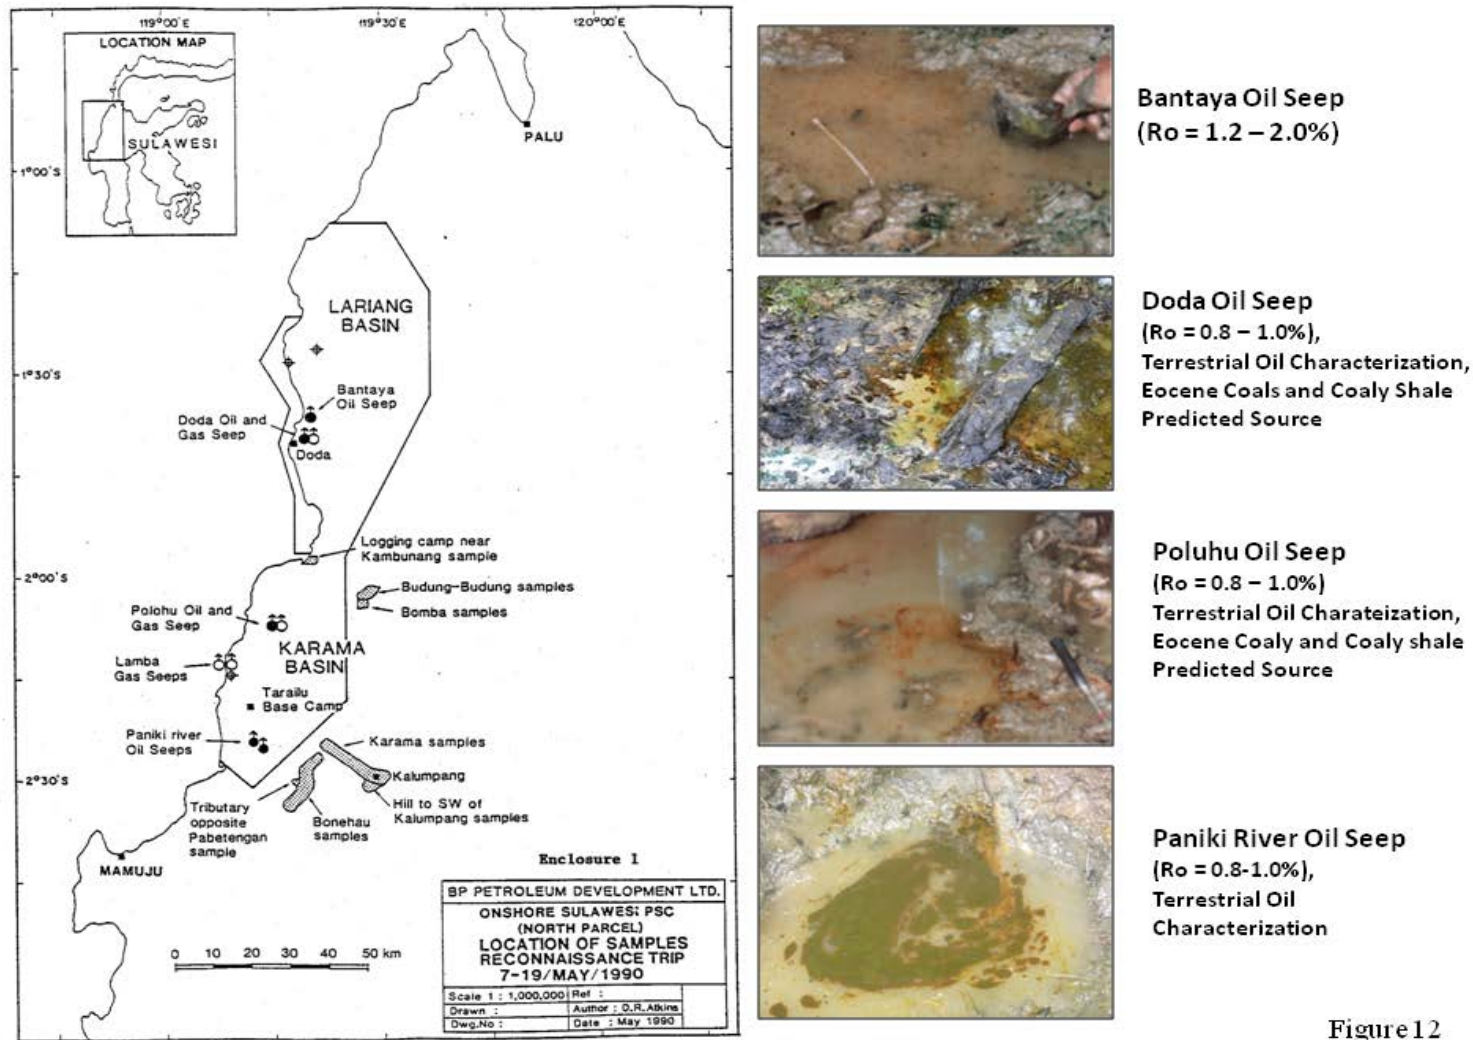 119°00'E
119°30'E
120°00'E
LOCATION MAP
SULAWESI
PALU
1°00'S
LARIANG
BASIN
1°30'S
Bantaya
Oil Seep
Doda Oil and
Gas Seep
Doda
Logging camp near
Kambunang sample
2°00'S
Budung-Budung samples
Bomba samples
Polohu Oil and
Gas Seep
KARAMA
BASIN
Lamba
Gas Seeps
Tarailu
Base Camp
Paniki river
Oil Seeps
Karama samples
2°30'S
Kalumpang
Tributary
opposite
Pabetengan
sample
Bonehau
samples
Hill to SW of
Kalumpang samples
MAMUJU
Enclosure 1
BP PETROLEUM DEVELOPMENT LTD.
ONSHORE SULAWESI PSC
(NORTH PARCEL)
LOCATION OF SAMPLES
RECONNAISSANCE TRIP
7-19/MAY/1990
Scale 1 : 1,000,000 Ref :
Drawn : Author : D.R.Atkins
Dwg.No : Date : May 1990
0 10 20 30 40 50 km
Bantaya Oil Seep
(Ro = 1.2 – 2.0%)
Doda Oil Seep
(Ro = 0.8 – 1.0%),
Terrestrial Oil Characterization,
Eocene Coals and Coaly Shale
Predicted Source
Poluhu Oil Seep
(Ro = 0.8 – 1.0%)
Terrestrial Oil Charateization,
Eocene Coaly and Coaly shale
Predicted Source
Paniki River Oil Seep
(Ro = 0.8-1.0%),
Terrestrial Oil
Characterization
Figure 12